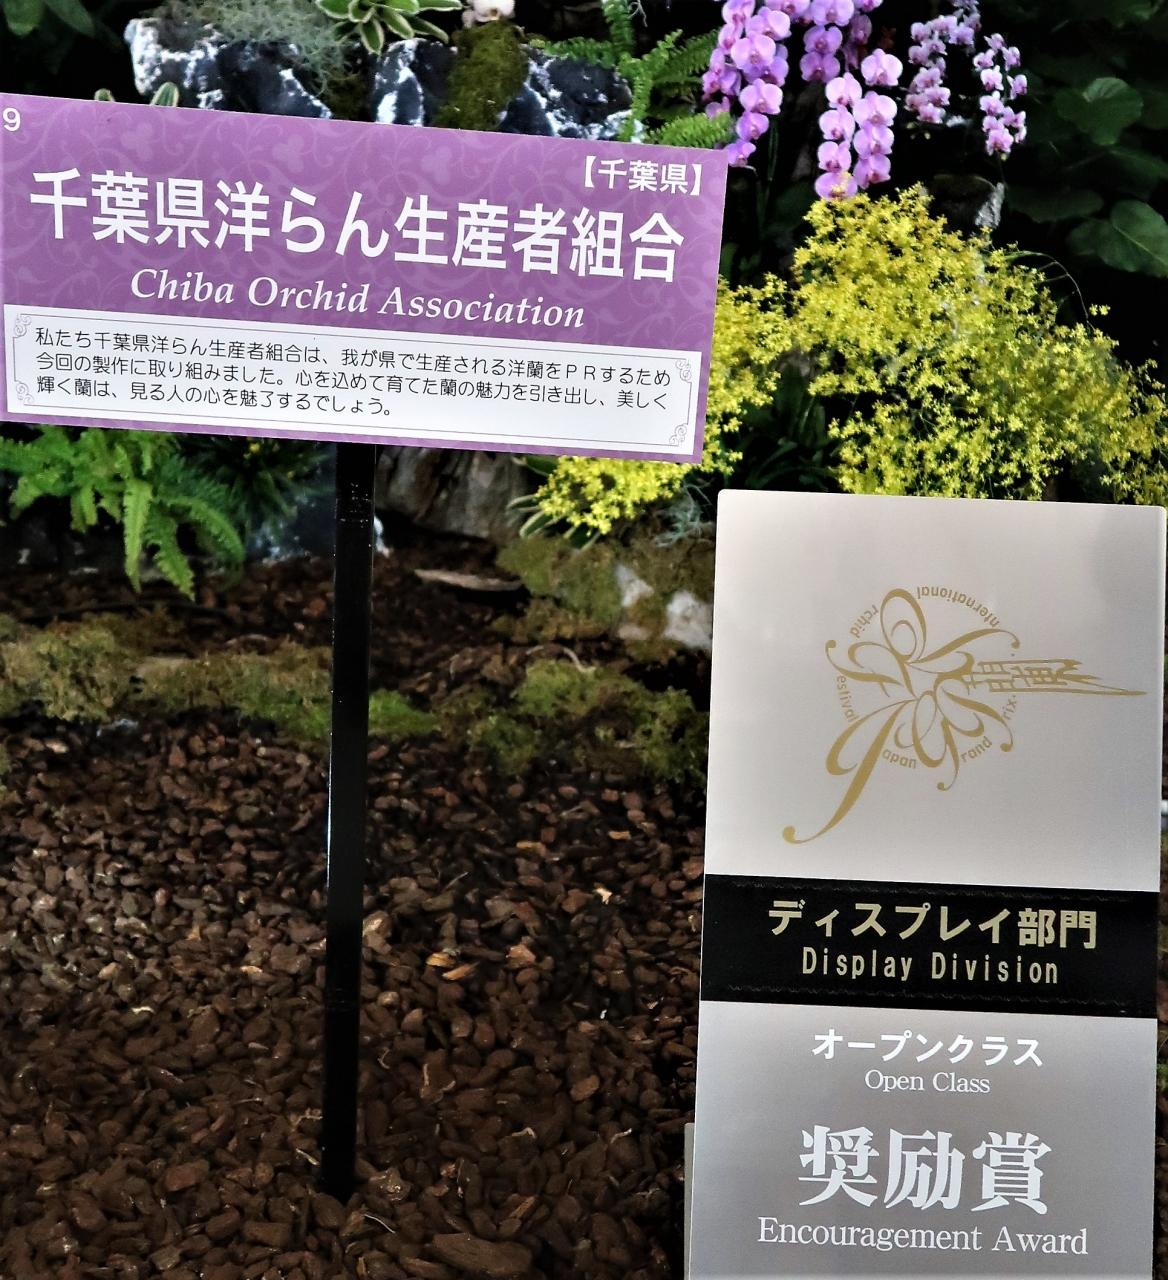 9
【千葉県】
千葉県洋らん生産者組合
Chiba Orchid Association
私たち千葉県洋らん生産者組合は、我が県で生産される洋蘭をＰＲするため
今回の製作に取り組みました。心を込めて育てた蘭の魅力を引き出し、美しく
輝く蘭は、見る人の心を魅了するでしょう。
nternational
rchid
estival
apan
rand
rix.
ディスプレイ部門
Display Division
オープンクラス
Open Class
奨励賞
Encouragement Award